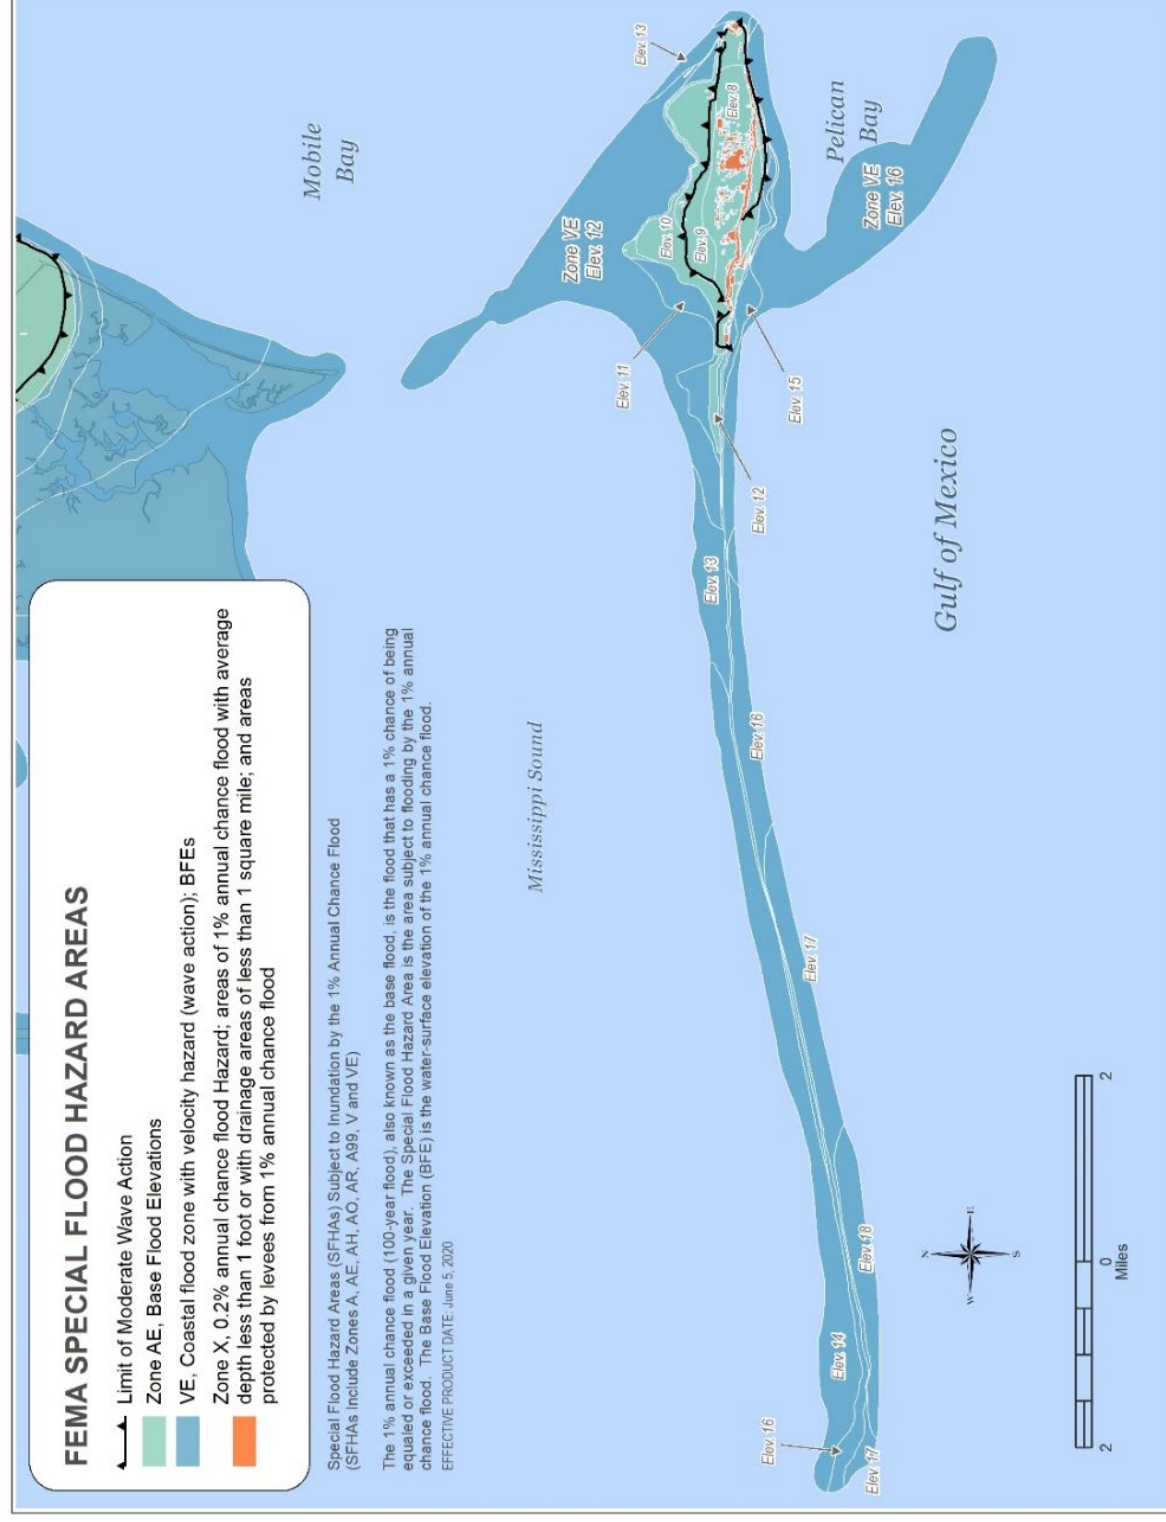 FEMA SPECIAL FLOOD HAZARD AREAS
Limit of Moderate Wave Action
Zone AE, Base Flood Elevations
VE, Coastal flood zone with velocity hazard (wave action); BFEs
Zone X, 0.2% annual chance flood Hazard; areas of 1% annual chance flood with average
depth less than 1 foot or with drainage areas of less than 1 square mile; and areas
protected by levees from 1% annual chance flood
Special Flood Hazard Areas (SFHAs) Subject to Inundation by the 1% Annual Chance Flood
(SFHAs Include Zones A, AE, AH, AO, AR, A99, V and VE)
The 1% annual chance flood (100-year flood), also known as the base flood, is the flood that has a 1% chance of being
equaled or exceeded in a given year. The Special Flood Hazard Area is the area subject to flooding by the 1% annual
chance flood. The Base Flood Elevation (BFE) is the water-surface elevation of the 1% annual chance flood.
EFFECTIVE PRODUCT DATE: June 5, 2020
Mobile
Bay
Mississippi Sound
Zone VE
Elev. 12
Elev. 13
Elev. 11
Elev. 10
Elev. 9
Elev. 8
Elev. 13
Elev. 12
Elev. 15
Pelican
Bay
Zone VE
Elev. 16
Elev. 16
Elev. 17
Elev. 16
Elev. 14
Elev. 18
Elev. 17
Gulf of Mexico
N
W
E
S
2
0
2
Miles